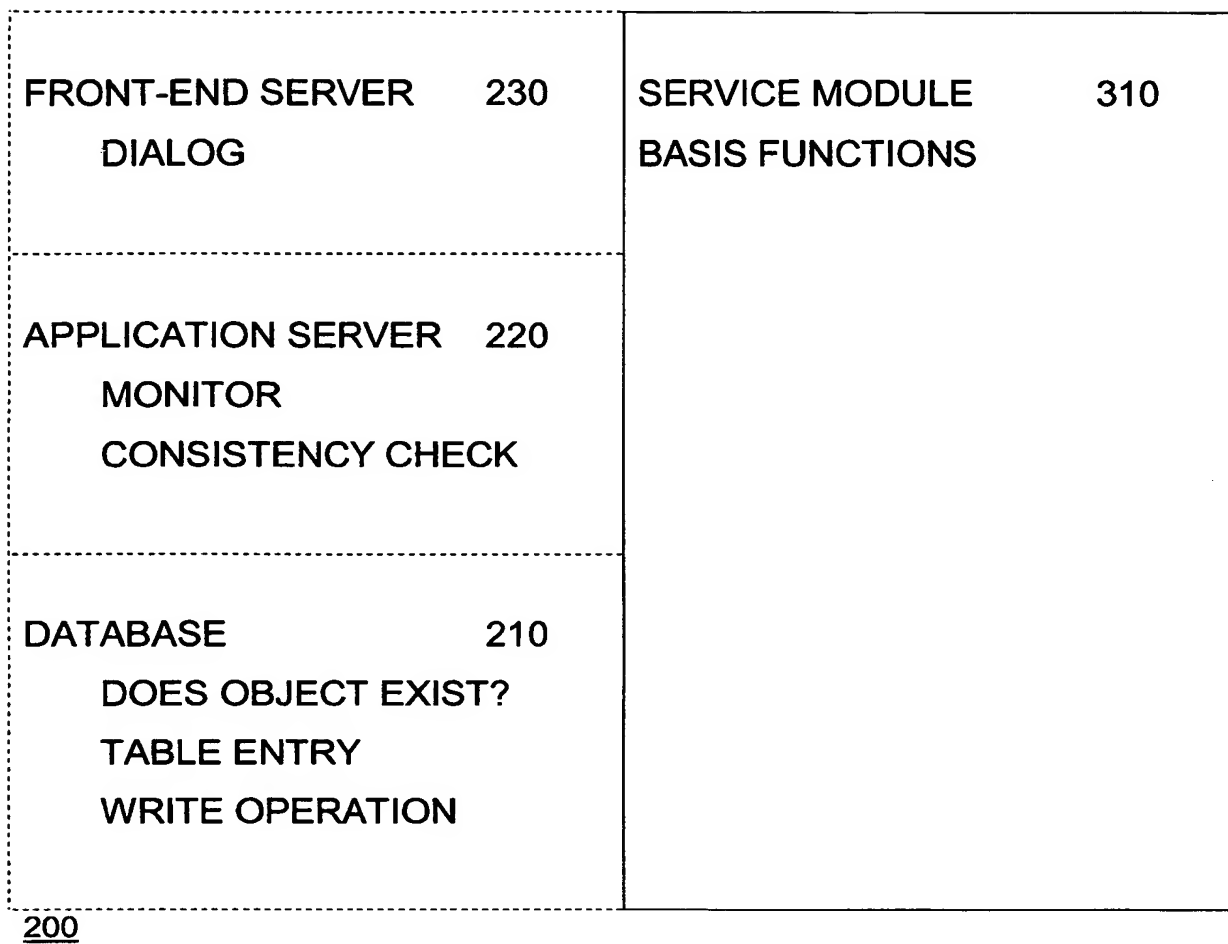 FRONT-END SERVER 230
DIALOG
APPLICATION SERVER 220
MONITOR
CONSISTENCY CHECK
DATABASE 210
DOES OBJECT EXIST?
TABLE ENTRY
WRITE OPERATION
SERVICE MODULE 310
BASIS FUNCTIONS
200